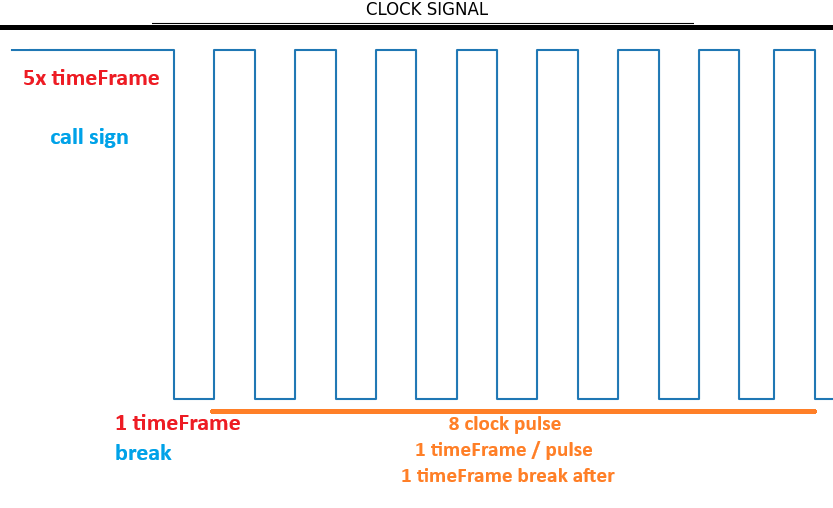 CLOCK SIGNAL
5x timeFrame
call sign
1 timeFrame
break
8 clock pulse
1 timeFrame / pulse
1 timeFrame break after